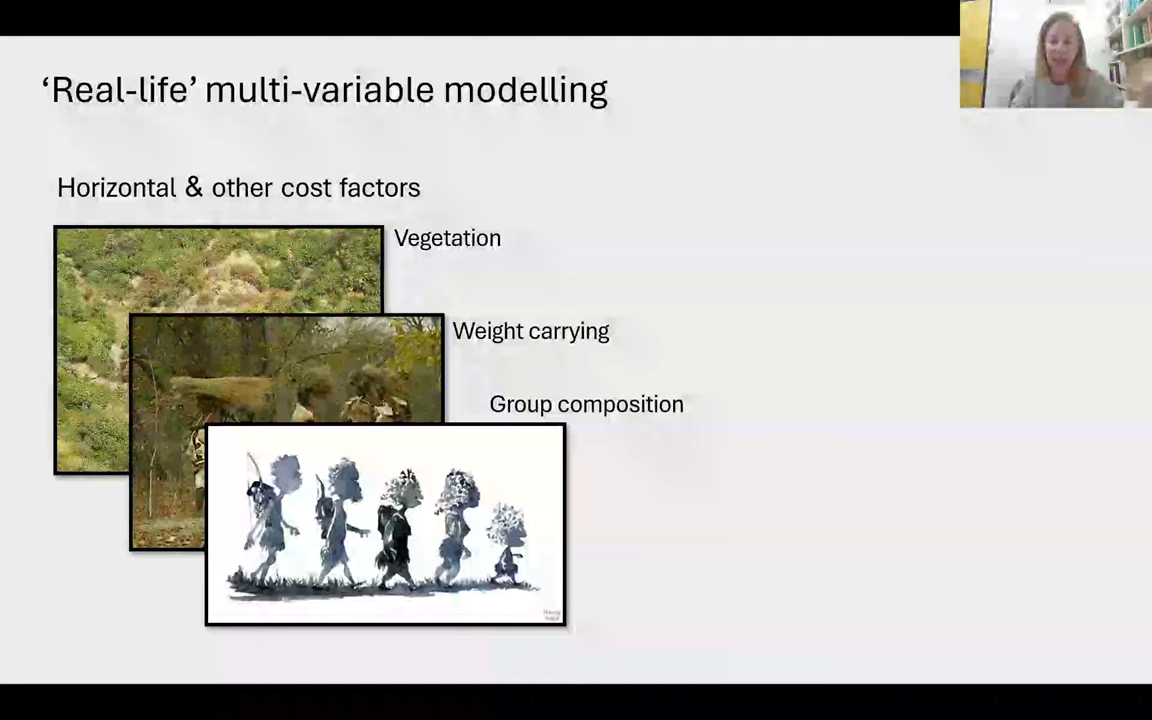 ‘Real-life’ multi-variable modelling
Horizontal & other cost factors
Vegetation
Weight carrying
Group composition